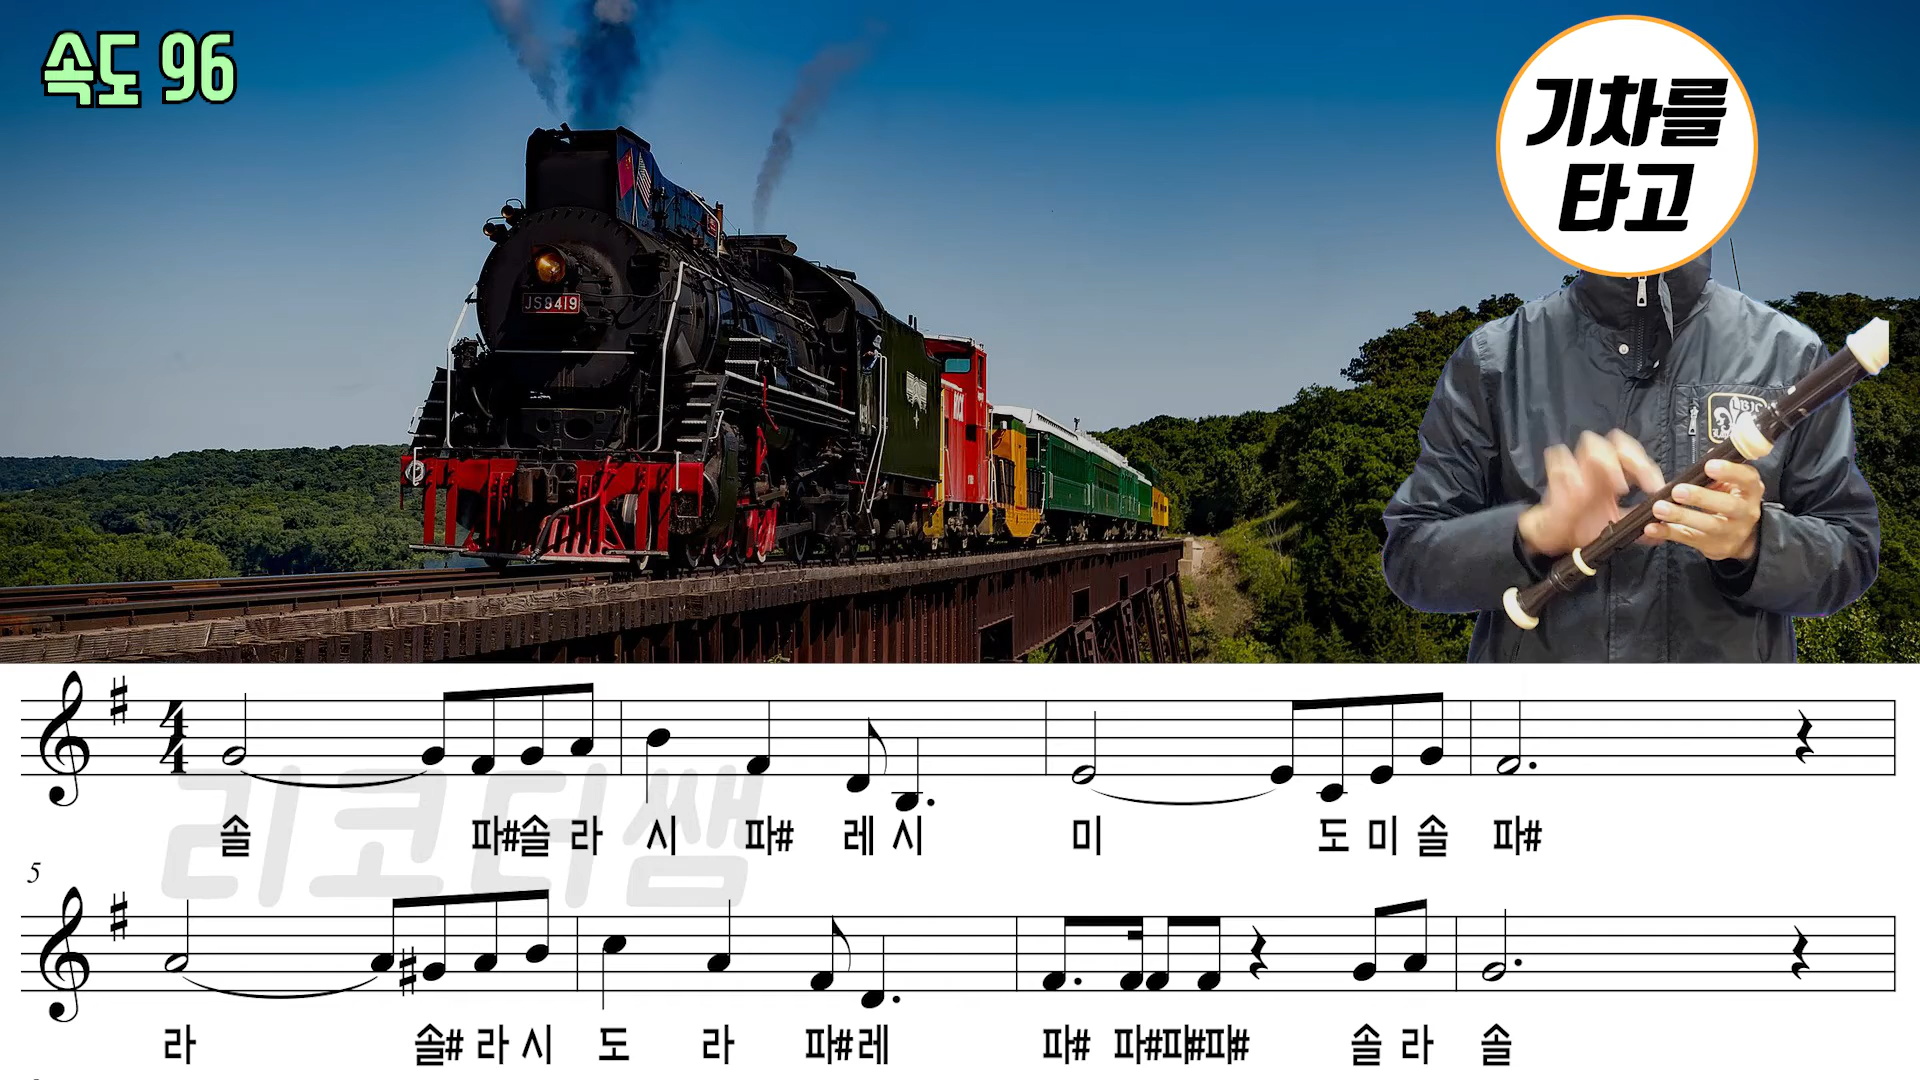 속도 96
기차를
타고
JS8419
4
4
솔 파# 솔 라 시 파# 레 시 미 도 미 솔 파#
리코더쌤
5
라 솔# 라 시 도 라 파# 레 파# 파# 파# 파# 솔 라 솔